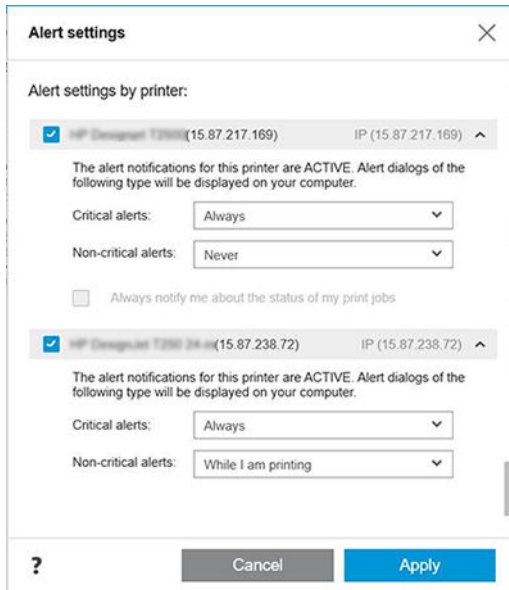 Alert settings
Alert settings by printer:
(15.87.217.169) IP (15.87.217.169)
The alert notifications for this printer are ACTIVE. Alert dialogs of the
following type will be displayed on your computer.
Critical alerts: Always
Non-critical alerts: Never
Always notify me about the status of my print jobs
(15.87.238.72) IP (15.87.238.72)
The alert notifications for this printer are ACTIVE. Alert dialogs of the
following type will be displayed on your computer.
Critical alerts: Always
Non-critical alerts: While I am printing
? Cancel Apply